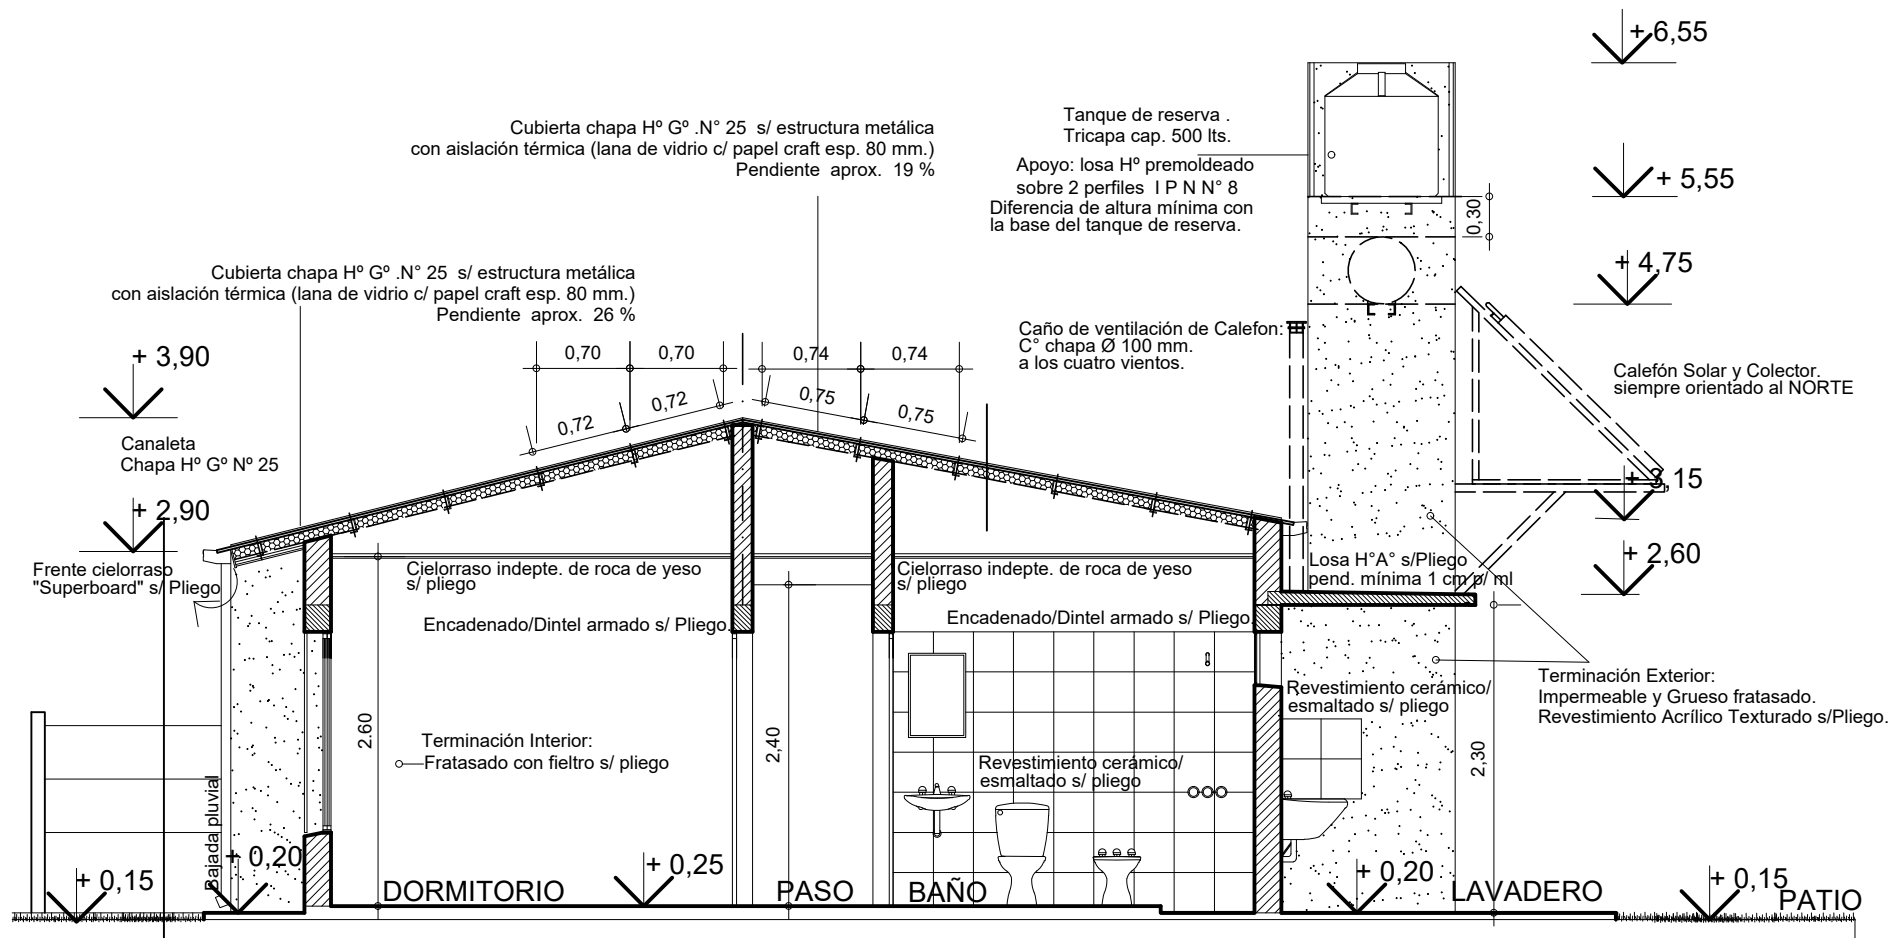 + 6,55
Tanque de reserva .
Tricapa cap. 500 lts.
Cubierta chapa Hº Gº .N° 25 s/ estructura metálica
con aislación térmica (lana de vidrio c/ papel craft esp. 80 mm.)
Pendiente aprox. 19 %
Apoyo: losa Hº premoldeado
sobre 2 perfiles I P N N° 8
Diferencia de altura mínima con
la base del tanque de reserva.
+ 5,55
0,30
+ 4,75
Cubierta chapa Hº Gº .N° 25 s/ estructura metálica
con aislación térmica (lana de vidrio c/ papel craft esp. 80 mm.)
Pendiente aprox. 26 %
Caño de ventilación de Calefon:
C° chapa Ø 100 mm.
a los cuatro vientos.
+ 3,90
0,70
0,70
0,74
0,74
Calefón Solar y Colector.
siempre orientado al NORTE
0,72
0,72
0,75
0,75
Canaleta
Chapa Hº Gº Nº 25
+ 3,15
+ 2,90
Frente cielorraso
"Superboard" s/ Pliego
Cielorraso indepte. de roca de yeso
s/ pliego
Cielorraso indepte. de roca de yeso
s/ pliego
Losa H°A° s/Pliego
pend. mínima 1 cm p/ ml
+ 2,60
Encadenado/Dintel armado s/ Pliego.
Encadenado/Dintel armado s/ Pliego.
Terminación Exterior:
Impermeable y Grueso fratasado.
Revestimiento Acrílico Texturado s/Pliego.
Revestimiento cerámico/
esmaltado s/ pliego
2.60
2,40
2,30
Terminación Interior:
Fratasado con fieltro s/ pliego
Revestimiento cerámico/
esmaltado s/ pliego
Bajada pluvial
+ 0,15
+ 0,20
DORMITORIO
+ 0,25
PASO
BAÑO
+ 0,20
LAVADERO
+ 0,15
PATIO